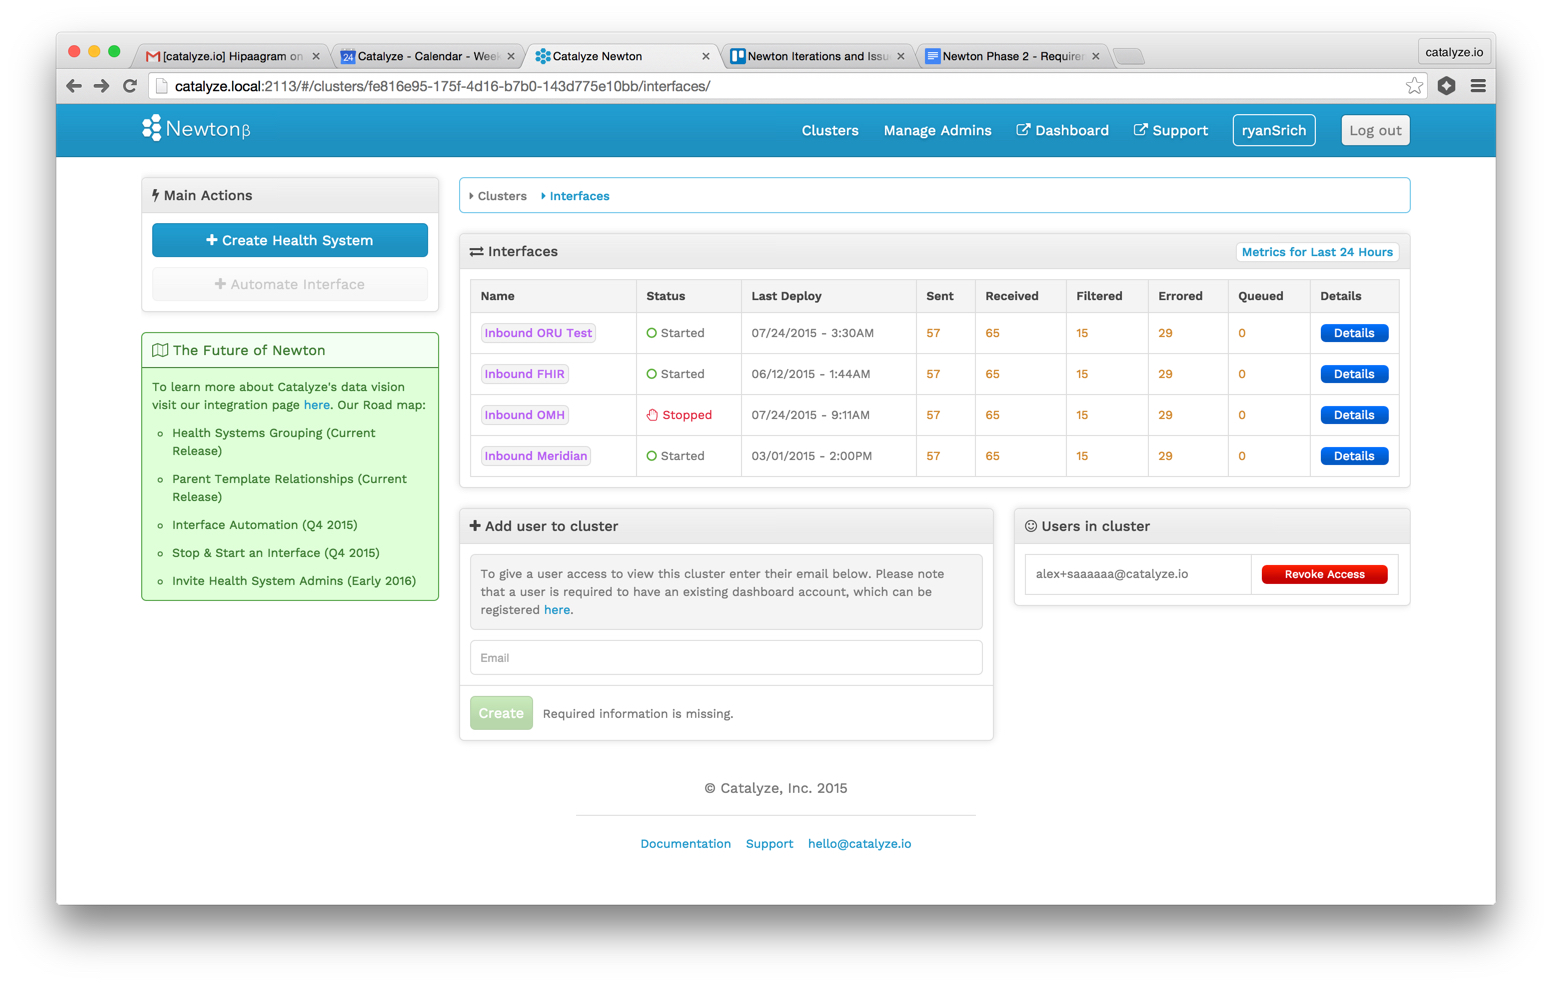 [catalyze.io] Hipaagram on
24 Catalyze - Calendar - Week
Catalyze Newton
Newton Iterations and Issu
Newton Phase 2 - Requirer
catalyze.io
catalyze.local:2113/#/clusters/fe816e95-175f-4d16-b7b0-143d775e10bb/interfaces/
Newtonβ
Clusters
Manage Admins
Dashboard
Support
ryanSrich
Log out
Main Actions
Create Health System
Automate Interface
The Future of Newton
To learn more about Catalyze's data vision
visit our integration page here. Our Road map:
Health Systems Grouping (Current
Release)
Parent Template Relationships (Current
Release)
Interface Automation (Q4 2015)
Stop & Start an Interface (Q4 2015)
Invite Health System Admins (Early 2016)
Clusters Interfaces
Interfaces
Metrics for Last 24 Hours
Name Status Last Deploy Sent Received Filtered Errored Queued Details
Inbound ORU Test Started 07/24/2015 - 3:30AM 57 65 15 29 0 Details
Inbound FHIR Started 06/12/2015 - 1:44AM 57 65 15 29 0 Details
Inbound OMH Stopped 07/24/2015 - 9:11AM 57 65 15 29 0 Details
Inbound Meridian Started 03/01/2015 - 2:00PM 57 65 15 29 0 Details
Add user to cluster
To give a user access to view this cluster enter their email below. Please note
that a user is required to have an existing dashboard account, which can be
registered here.
Email
Create Required information is missing.
Users in cluster
alex+saaaaaa@catalyze.io Revoke Access
© Catalyze, Inc. 2015
Documentation Support hello@catalyze.io